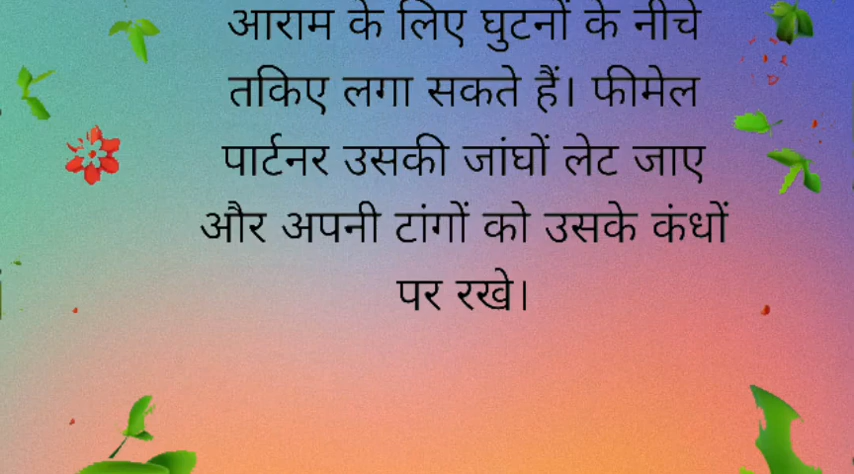 आराम के लिए घुटनों के नीचे
तकिए लगा सकते हैं। फीमेल
पार्टनर उसकी जांघों लेट जाए
और अपनी टांगों को उसके कंधों
पर रखे।